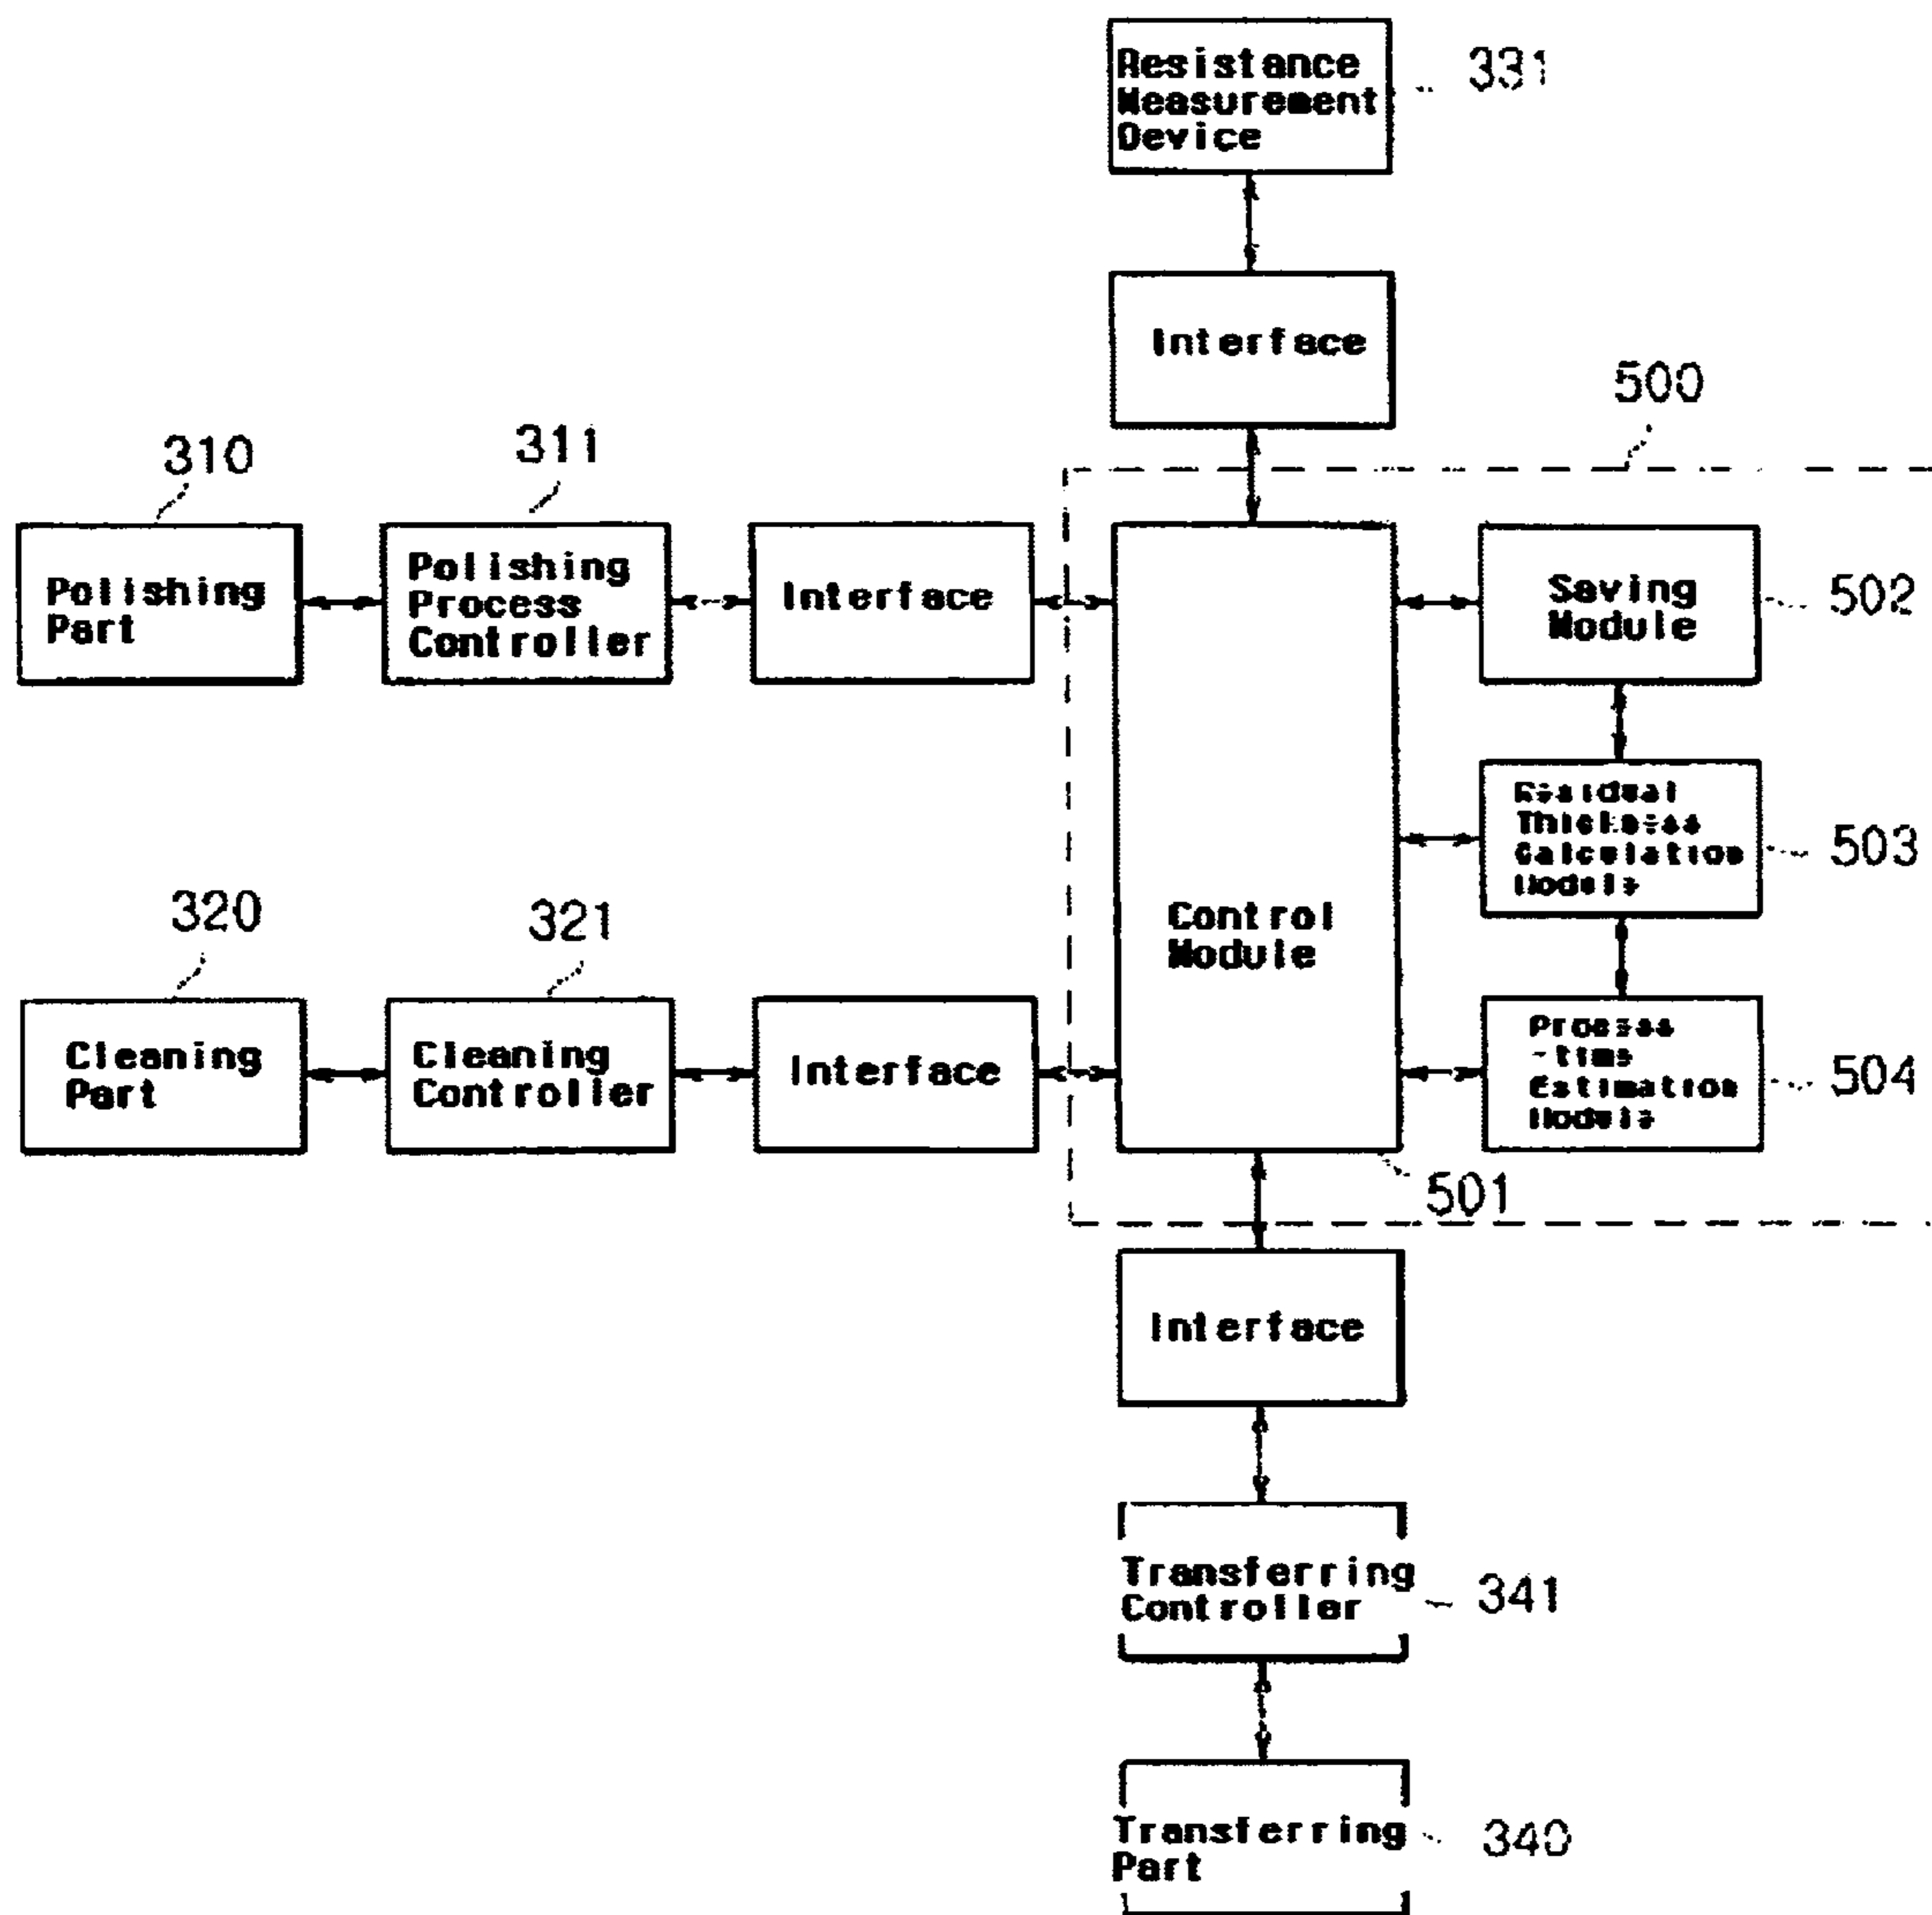 Resistance
Measurement
Device
331
Interface
500
310
311
Polishing
Part
Polishing
Process
Controller
Interface
Saving
Module
502
Residual
Thickness
Calculation
Module
503
Control
Module
320
321
Cleaning
Part
Cleaning
Controller
Interface
Process
-time
Estimation
Module
504
501
Interface
Transferring
Controller
341
Transferring
Part
340